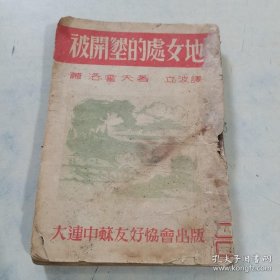 被開墾的處女地
蕭洛霍夫著 立波譯
大連中蘇友好協會出版
孔夫子旧书网